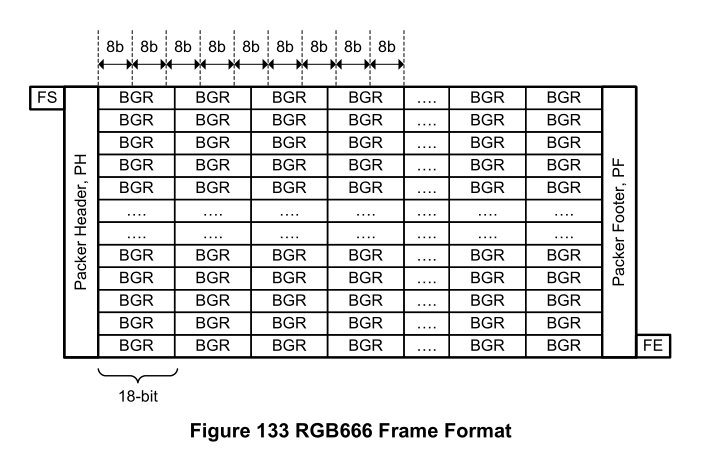 8b 8b 8b 8b 8b 8b 8b 8b 8b
FS BGR BGR BGR BGR .... BGR BGR
BGR BGR BGR BGR .... BGR BGR
BGR BGR BGR BGR .... BGR BGR
BGR BGR BGR BGR .... BGR BGR
BGR BGR BGR BGR .... BGR BGR
.... .... .... .... .... .... ....
.... .... .... .... .... .... ....
BGR BGR BGR BGR .... BGR BGR
BGR BGR BGR BGR .... BGR BGR
BGR BGR BGR BGR .... BGR BGR
BGR BGR BGR BGR .... BGR BGR
BGR BGR BGR BGR .... BGR BGR FE
Packer Header, PH
Packer Footer, PF
18-bit
Figure 133 RGB666 Frame Format